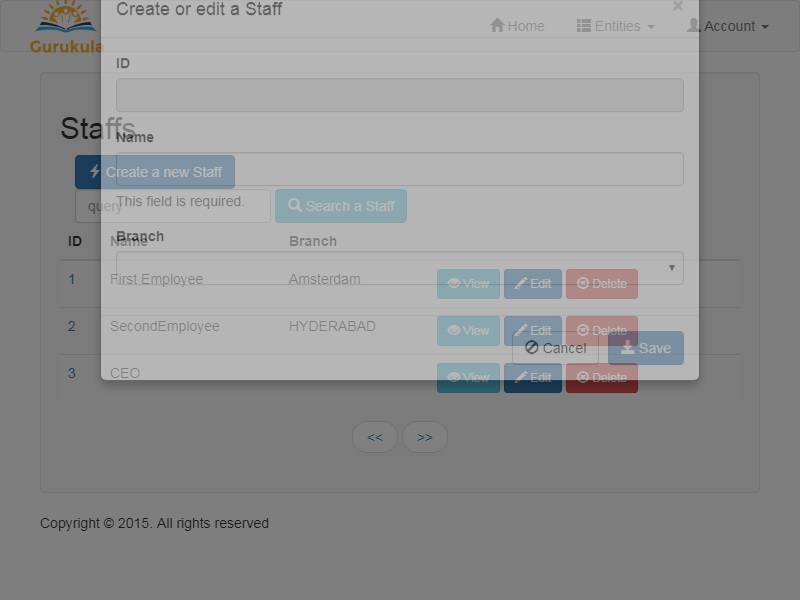 Create or edit a Staff ×
Gurukula
Home Entities Account
ID
Staffs
Name
Create a new Staff
This field is required.
query
Search a Staff
Branch
ID Name Branch
1 First Employee Amsterdam View Edit Delete
2 SecondEmployee HYDERABAD View Edit Delete
Cancel Save
3 CEO View Edit Delete
<< >>
Copyright © 2015. All rights reserved